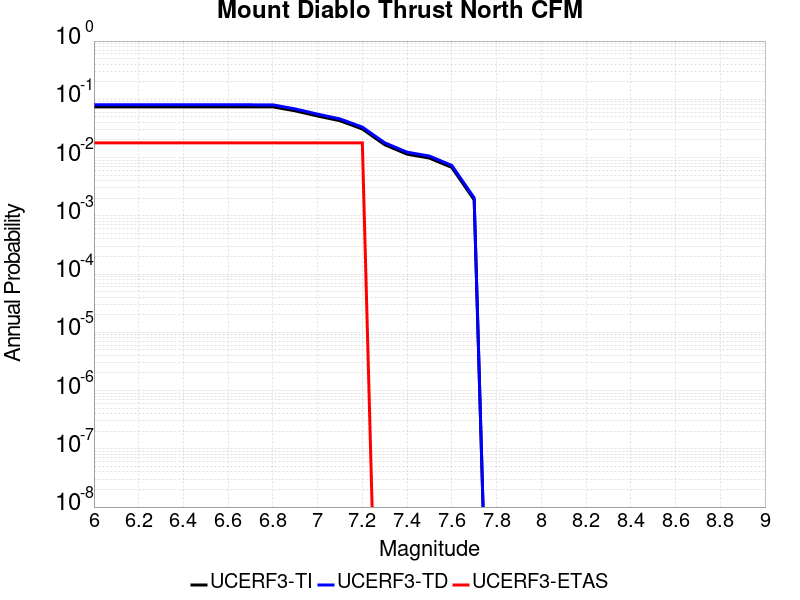 Mount Diablo Thrust North CFM
10^0
10^-1
10^-2
10^-3
10^-4
10^-5
10^-6
10^-7
10^-8
Annual Probability
6 6.2 6.4 6.6 6.8 7 7.2 7.4 7.6 7.8 8 8.2 8.4 8.6 8.8 9
Magnitude
UCERF3-TI UCERF3-TD UCERF3-ETAS